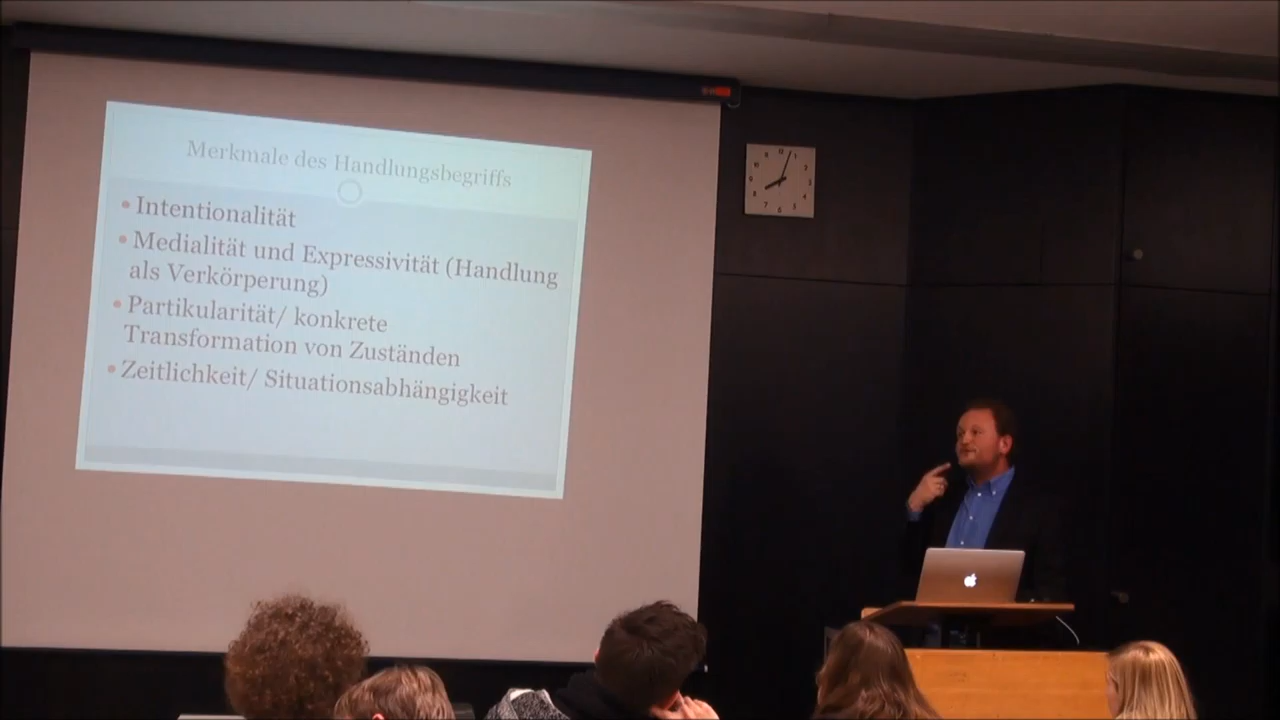 Merkmale des Handlungsbegriffs
• Intentionalität
• Medialität und Expressivität (Handlung
als Verkörperung)
• Partikularität/ konkrete
Transformation von Zuständen
• Zeitlichkeit/ Situationsabhängigkeit